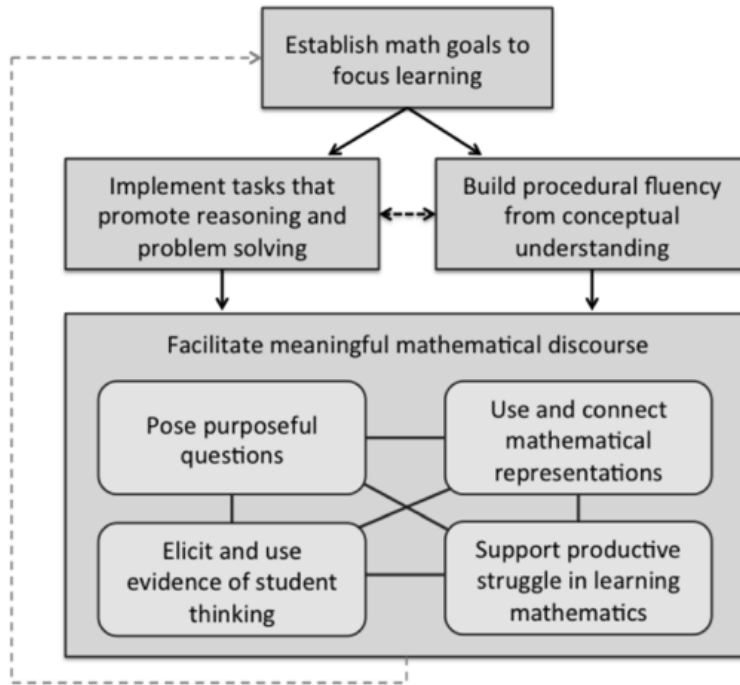 Establish math goals to
focus learning
Implement tasks that
promote reasoning and
problem solving
Build procedural fluency
from conceptual
understanding
Facilitate meaningful mathematical discourse
Pose purposeful
questions
Use and connect
mathematical
representations
Elicit and use
evidence of student
thinking
Support productive
struggle in learning
mathematics